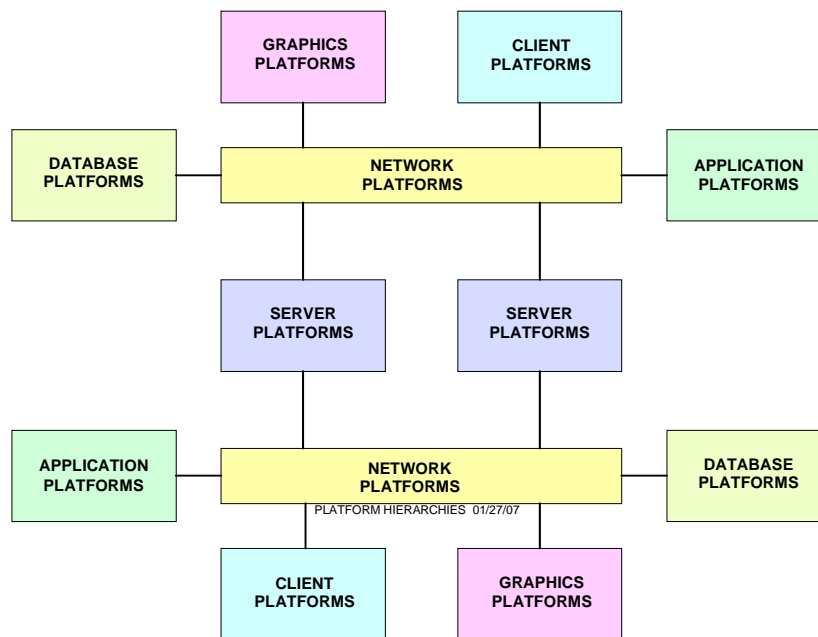 GRAPHICS
PLATFORMS
CLIENT
PLATFORMS
DATABASE
PLATFORMS
NETWORK
PLATFORMS
APPLICATION
PLATFORMS
SERVER
PLATFORMS
SERVER
PLATFORMS
APPLICATION
PLATFORMS
NETWORK
PLATFORMS
DATABASE
PLATFORMS
PLATFORM HIERARCHIES 01/27/07
CLIENT
PLATFORMS
GRAPHICS
PLATFORMS